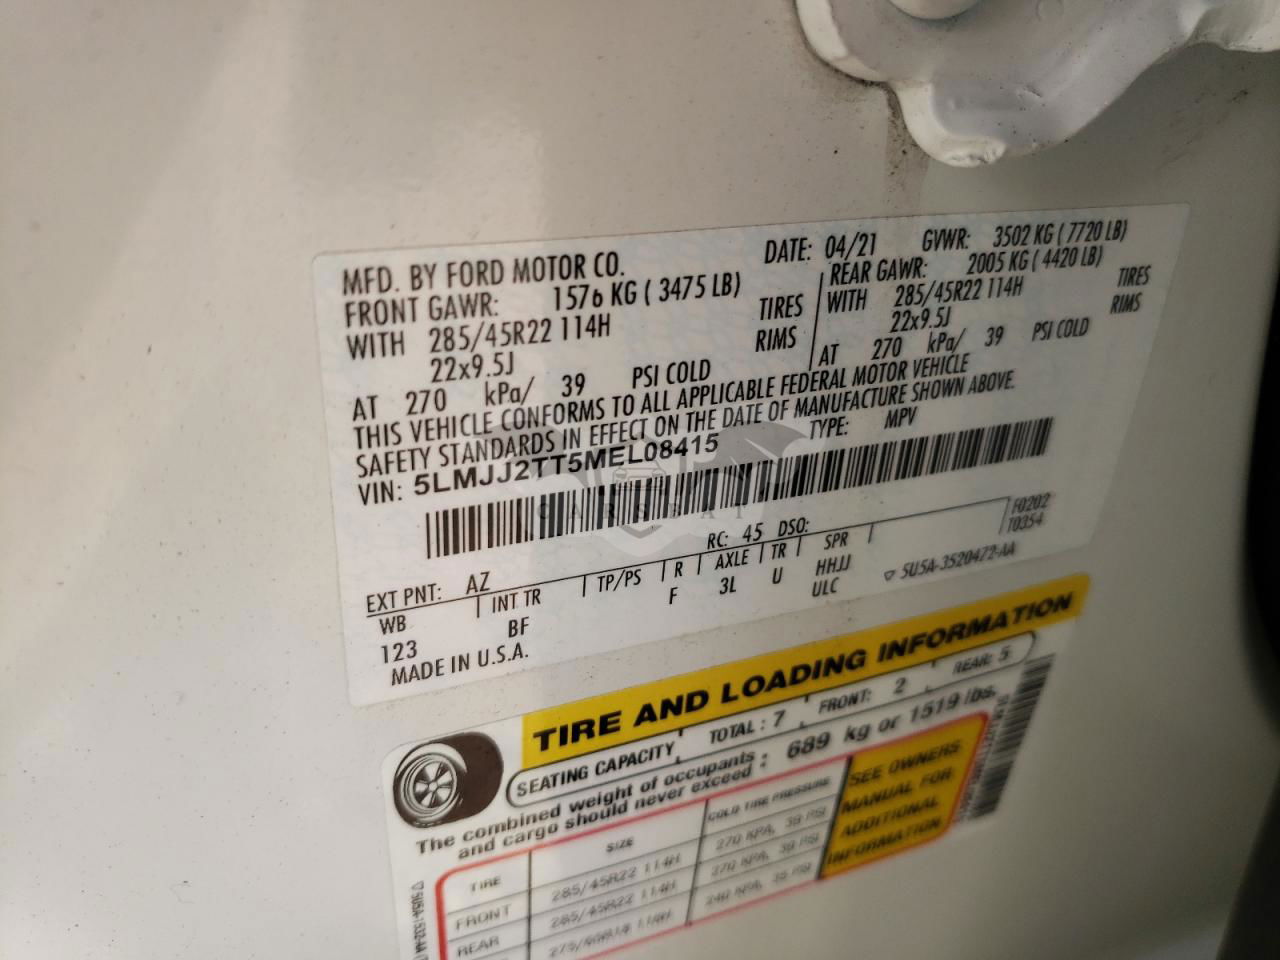 MFD. BY FORD MOTOR CO.
DATE: 04/21 GVWR: 3502 KG ( 7720 LB)
FRONT GAWR: 1576 KG ( 3475 LB)
REAR GAWR: 2005 KG ( 4420 LB)
WITH 285/45R22 114H TIRES
WITH 285/45R22 114H TIRES
22x9.5J RIMS
22x9.5J RIMS
AT 270 kPa/ 39 PSI COLD
AT 270 kPa/ 39 PSI COLD
THIS VEHICLE CONFORMS TO ALL APPLICABLE FEDERAL MOTOR VEHICLE
SAFETY STANDARDS IN EFFECT ON THE DATE OF MANUFACTURE SHOWN ABOVE.
VIN: 5LMJJ2TT5MEL08415 TYPE: MPV
F0202
T0354
RC: 45 DSO:
EXT PNT: AZ
WB INT TR TP/PS R AXLE TR SPR
123 BF F 3L U HHJJ
ULC
▽ 5U5A-3520472-AA
MADE IN U.S.A.
TIRE AND LOADING INFORMATION
SEATING CAPACITY TOTAL : 7 FRONT: 2 REAR: 5
The combined weight of occupants
and cargo should never exceed : 689 kg or 1519 lbs.
TIRE SIZE COLD TIRE PRESSURE
FRONT 285/45R22 114H 270 KPA, 39 PSI
REAR 285/45R22 114H 270 KPA, 39 PSI
SEE OWNERS
MANUAL FOR
ADDITIONAL
INFORMATION